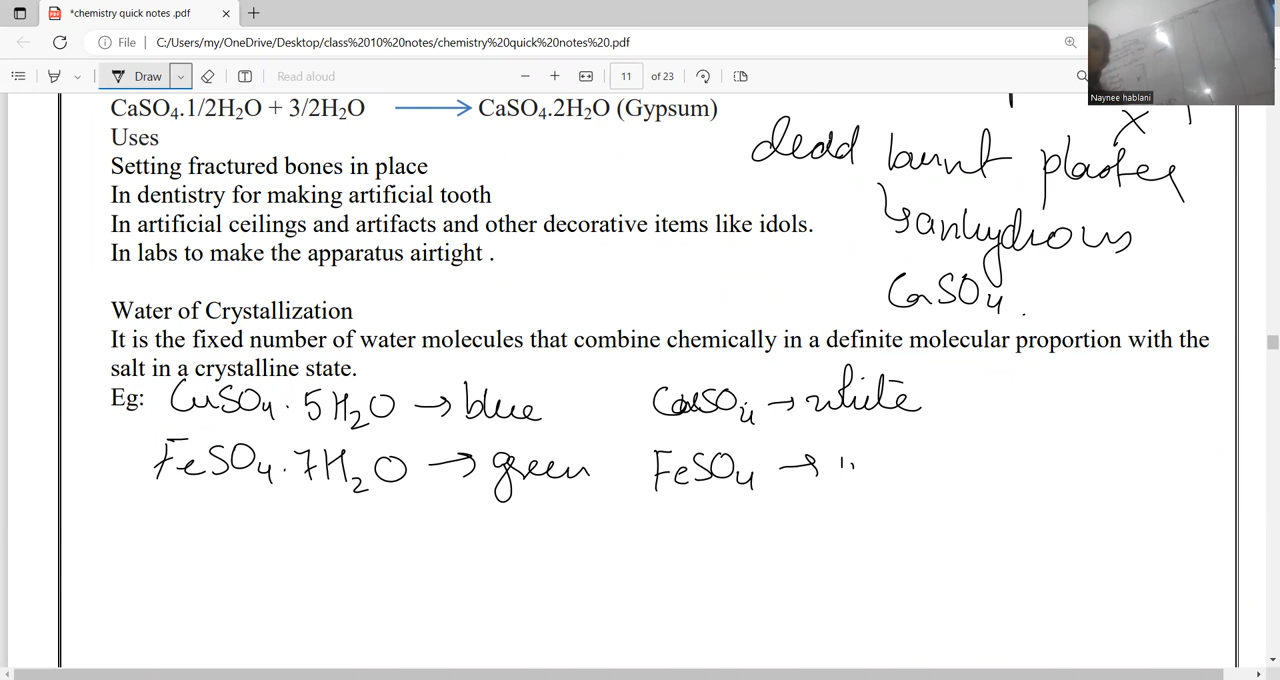 *chemistry quick notes .pdf
File C:/Users/my/OneDrive/Desktop/class%2010%20notes/chemistry%20quick%20notes%20.pdf
Draw Read aloud 11 of 23
Naynee hablani
CaSO₄.1/2H₂O + 3/2H₂O ⟶ CaSO₄.2H₂O (Gypsum)
Uses
Setting fractured bones in place
In dentistry for making artificial tooth
In artificial ceilings and artifacts and other decorative items like idols.
In labs to make the apparatus airtight .
dead burnt plaster
↳ anhydrous
CaSO₄.
Water of Crystallization
It is the fixed number of water molecules that combine chemically in a definite molecular proportion with the
salt in a crystalline state.
Eg: CuSO₄.5H₂O → blue CuSO₄ → white
FeSO₄.7H₂O → green FeSO₄ → "